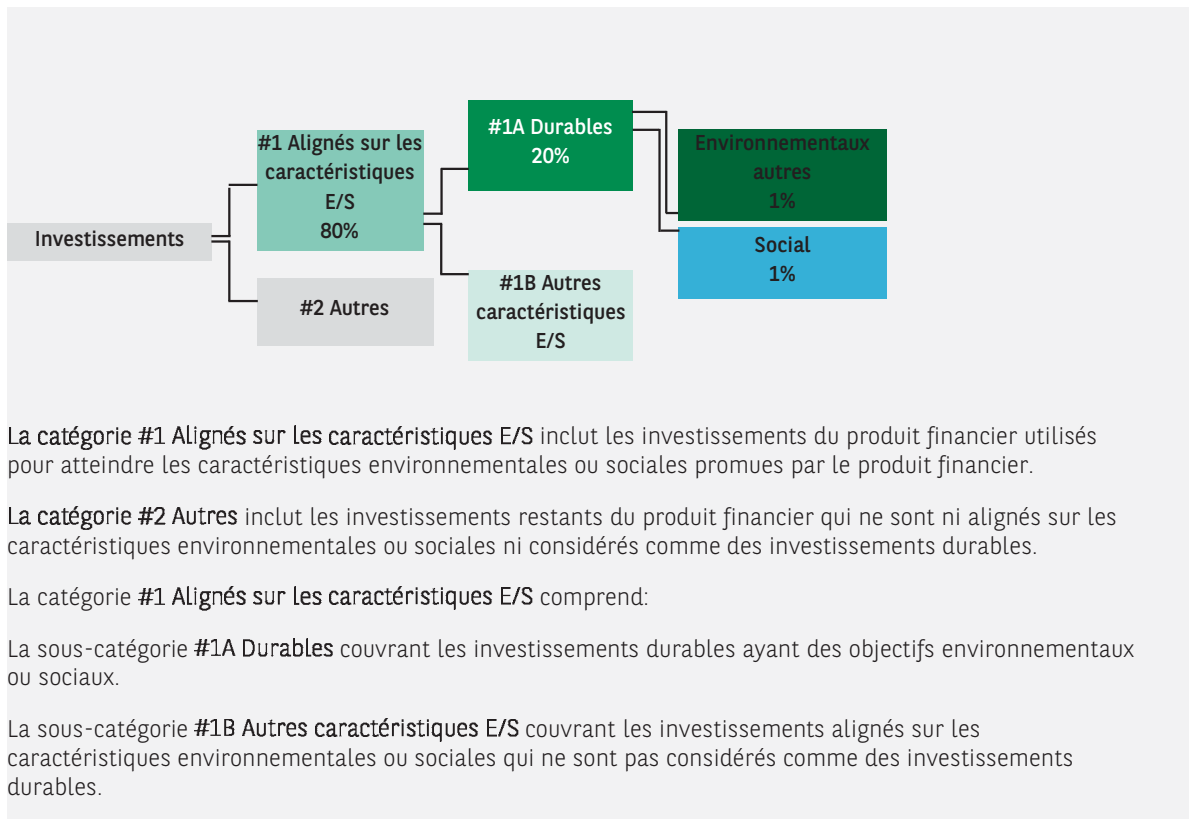 Investissements
#1 Alignés sur les
caractéristiques
E/S
80%
#2 Autres
#1A Durables
20%
#1B Autres
caractéristiques
E/S
Environnementaux
autres
1%
Social
1%
La catégorie #1 Alignés sur les caractéristiques E/S inclut les investissements du produit financier utilisés
pour atteindre les caractéristiques environnementales ou sociales promues par le produit financier.
La catégorie #2 Autres inclut les investissements restants du produit financier qui ne sont ni alignés sur les
caractéristiques environnementales ou sociales ni considérés comme des investissements durables.
La catégorie #1 Alignés sur les caractéristiques E/S comprend:
La sous-catégorie #1A Durables couvrant les investissements durables ayant des objectifs environnementaux
ou sociaux.
La sous-catégorie #1B Autres caractéristiques E/S couvrant les investissements alignés sur les
caractéristiques environnementales ou sociales qui ne sont pas considérés comme des investissements
durables.